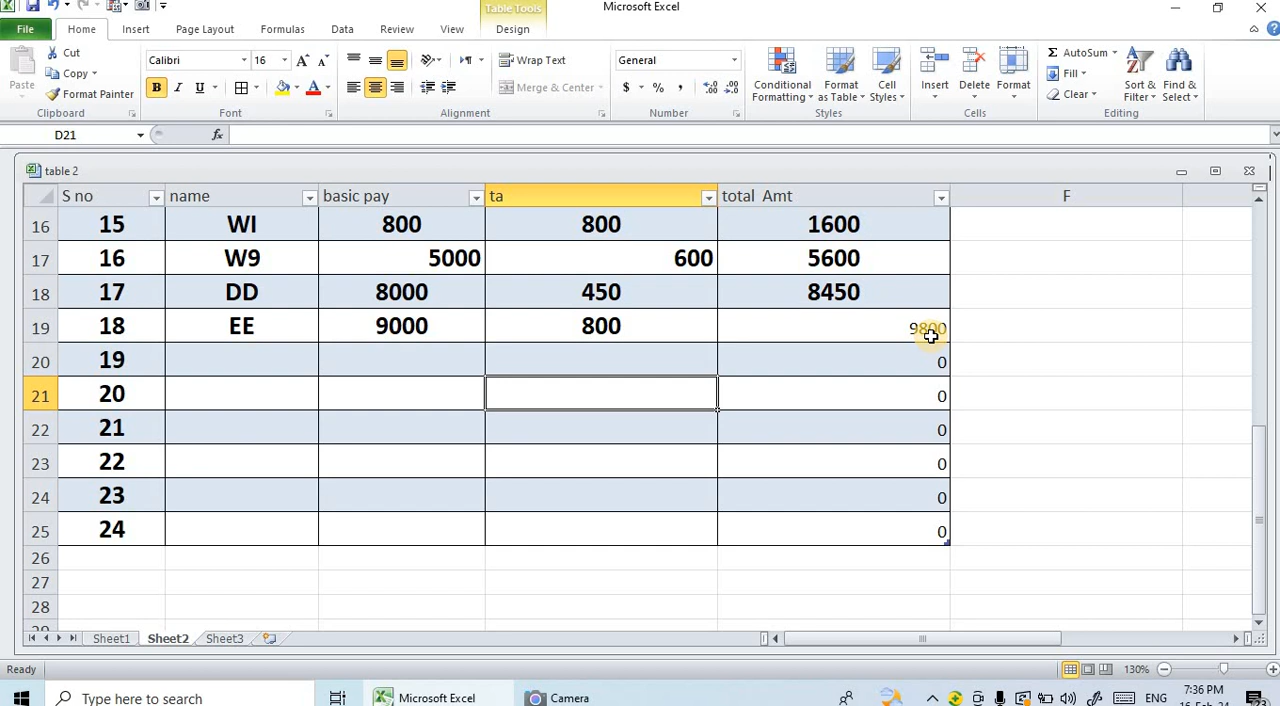 Table Tools
Microsoft Excel
File Home Insert Page Layout Formulas Data Review View Design
Paste
Cut
Copy
Format Painter
Clipboard
Calibri 16
B I U
Font
Wrap Text
Merge & Center
Alignment
General
$ % ,
Number
Conditional Formatting
Format as Table
Cell Styles
Styles
Insert Delete Format
Cells
AutoSum
Fill
Clear
Sort & Filter
Find & Select
Editing
D21 fx
table 2
S no name basic pay ta total Amt F
16 15 WI 800 800 1600
17 16 W9 5000 600 5600
18 17 DD 8000 450 8450
19 18 EE 9000 800 9800
20 19 0
21 20 0
22 21 0
23 22 0
24 23 0
25 24 0
26
27
28
Sheet1 Sheet2 Sheet3
Ready 130%
Type here to search Microsoft Excel Camera ENG 7:36 PM